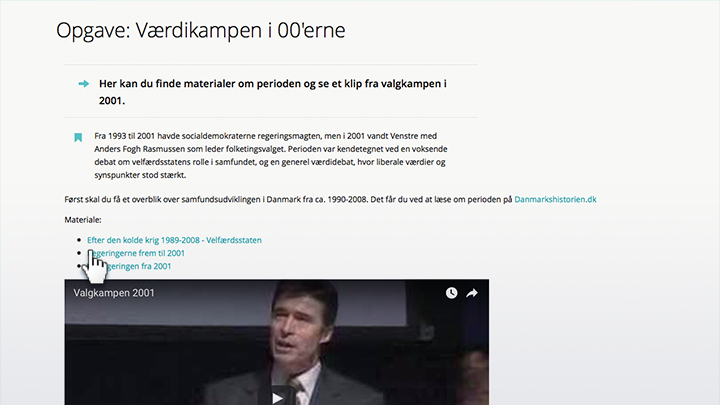 Opgave: Værdikampen i 00'erne
Her kan du finde materialer om perioden og se et klip fra valgkampen i
2001.
Fra 1993 til 2001 havde socialdemokraterne regeringsmagten, men i 2001 vandt Venstre med
Anders Fogh Rasmussen som leder folketingsvalget. Perioden var kendetegnet ved en voksende
debat om velfærdsstatens rolle i samfundet, og en generel værdidebat, hvor liberale værdier og
synspunkter stod stærkt.
Først skal du få et overblik over samfundsudviklingen i Danmark fra ca. 1990-2008. Det får du ved at læse om perioden på Danmarkshistorien.dk
Materiale:
Efter den kolde krig 1989-2008 - Velfærdsstaten
frem til 2001
fra 2001
Valgkampen 2001